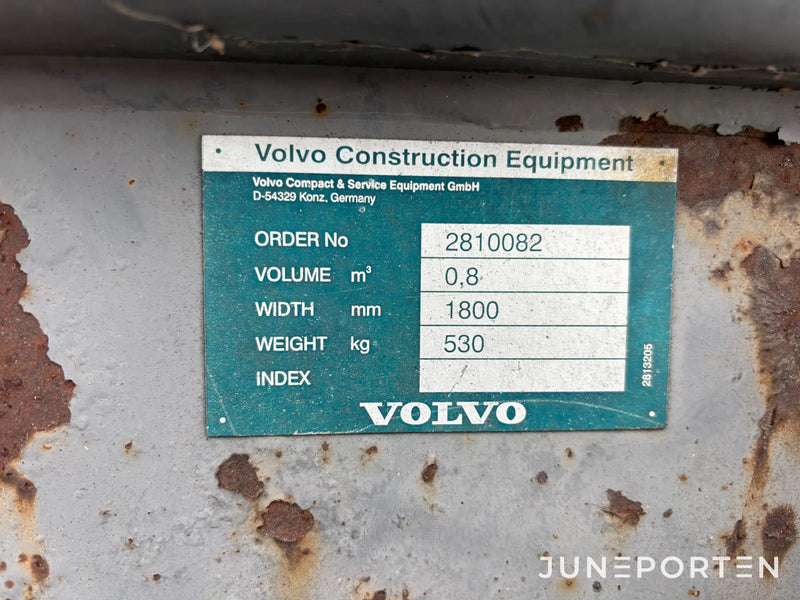 Volvo Construction Equipment
Volvo Compact & Service Equipment GmbH
D-54329 Konz, Germany
ORDER No 2810082
VOLUME m³ 0,8
WIDTH mm 1800
WEIGHT kg 530
INDEX
2813205
VOLVO
JUNEPORTEN